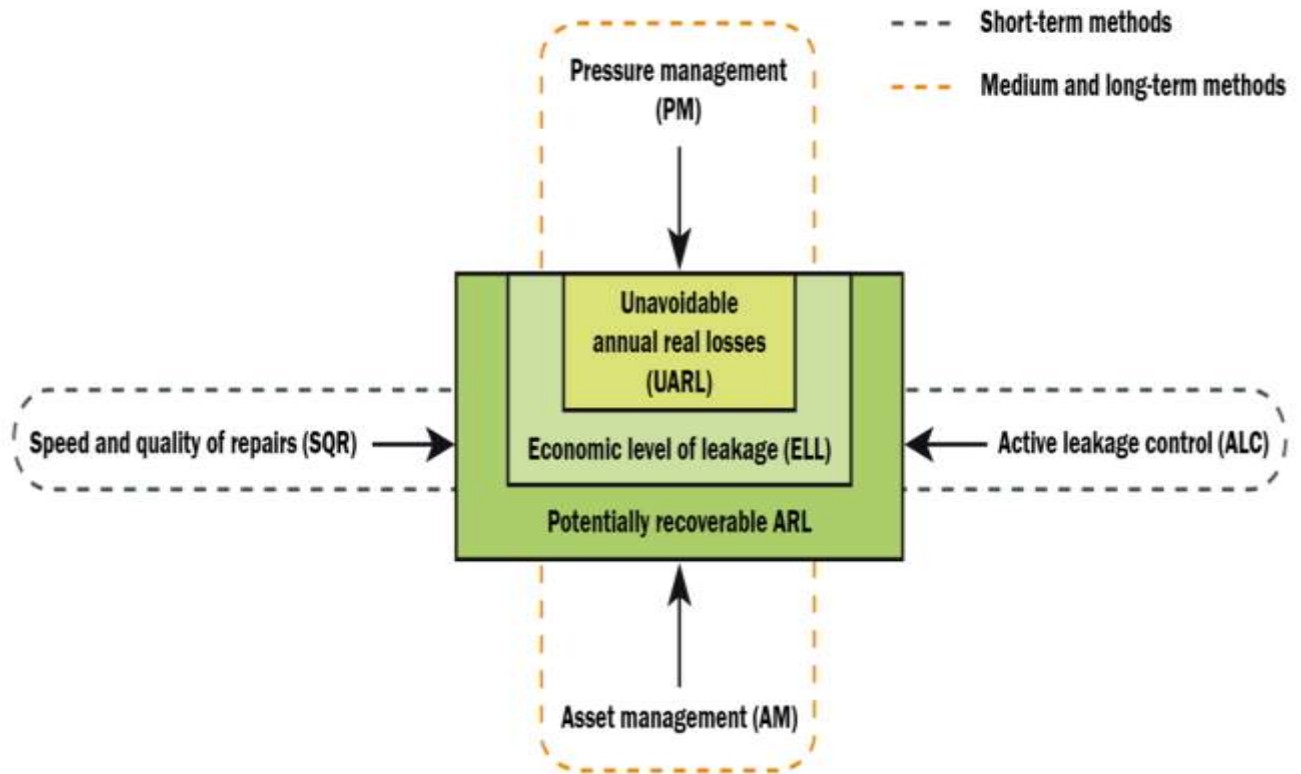 Short-term methods
Medium and long-term methods
Pressure management
(PM)
Unavoidable
annual real losses
(UARL)
Speed and quality of repairs (SQR)
Economic level of leakage (ELL)
Active leakage control (ALC)
Potentially recoverable ARL
Asset management (AM)